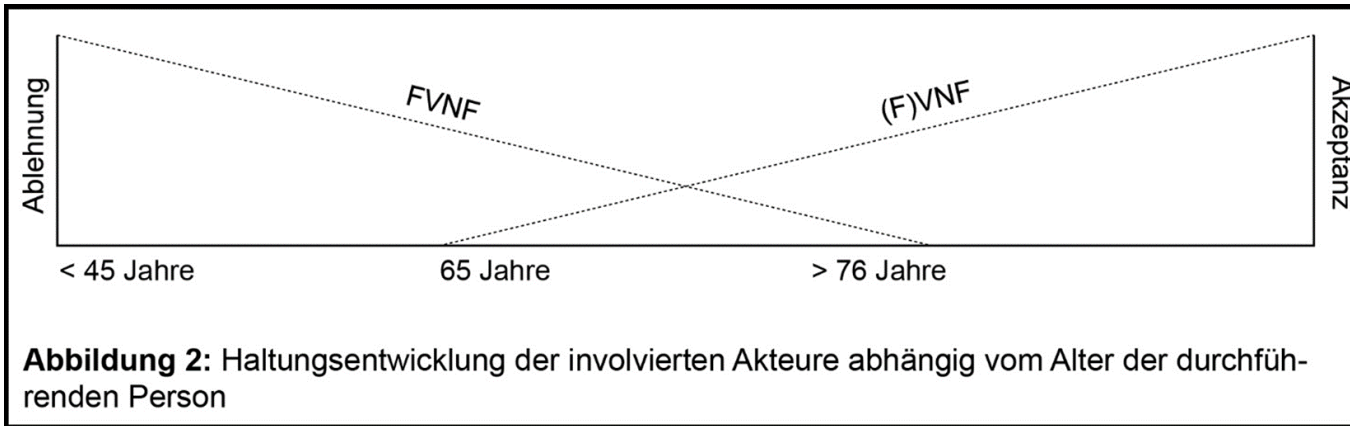 Ablehnung
FVNF
(F)VNF
Akzeptanz
< 45 Jahre
65 Jahre
> 76 Jahre
Abbildung 2: Haltungsentwicklung der involvierten Akteure abhängig vom Alter der durchfüh-
renden Person